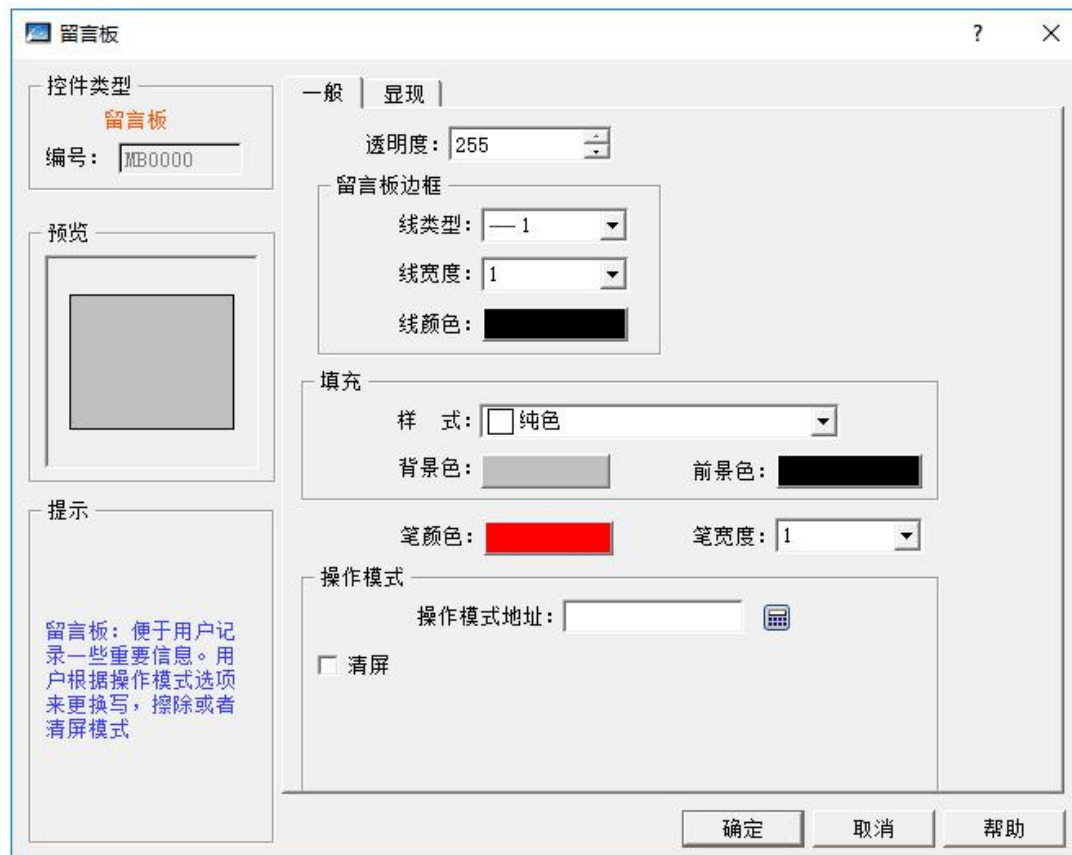 留言板
?
控件类型
留言板
编号: MB0000
预览
提示
留言板: 便于用户记
录一些重要信息。用
户根据操作模式选项
来更换写, 擦除或者
清屏模式
一般 显现
透明度: 255
留言板边框
线类型: 1
线宽度: 1
线颜色:
填充
样 式: 纯色
背景色: 前景色:
笔颜色: 笔宽度: 1
操作模式
操作模式地址:
清屏
确定 取消 帮助